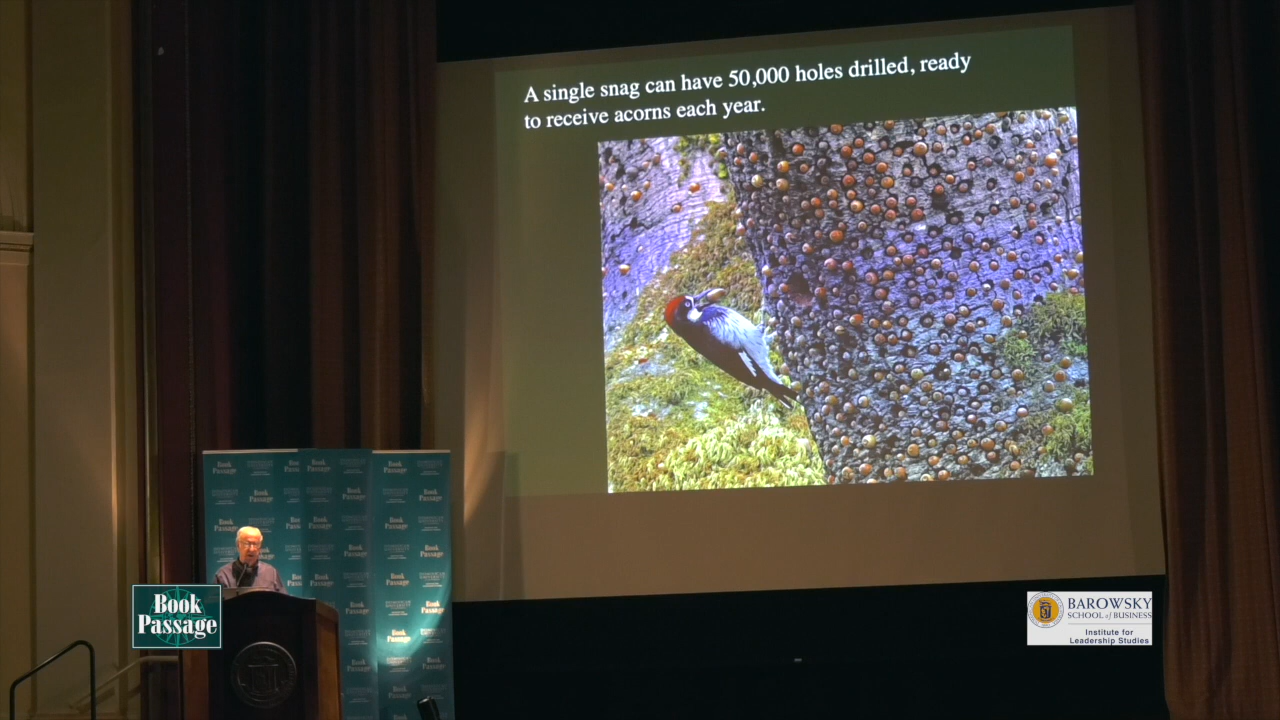 A single snag can have 50,000 holes drilled, ready
to receive acorns each year.
Book
Passage
BAROWSKY
SCHOOL of BUSINESS
Institute for
Leadership Studies